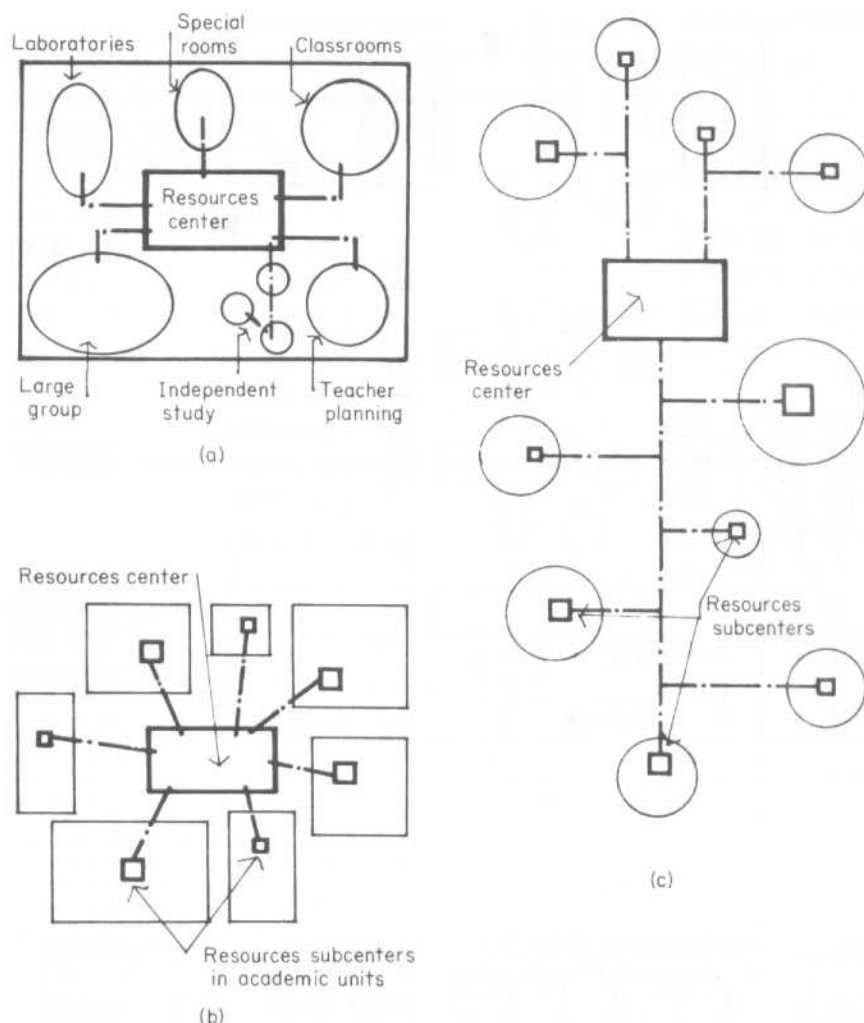 Special
rooms
Laboratories
Classrooms
Resources
center
Large
group
Independent
study
Teacher
planning
(a)
Resources center
Resources subcenters
in academic units
(b)
Resources
center
Resources
subcenters
(c)